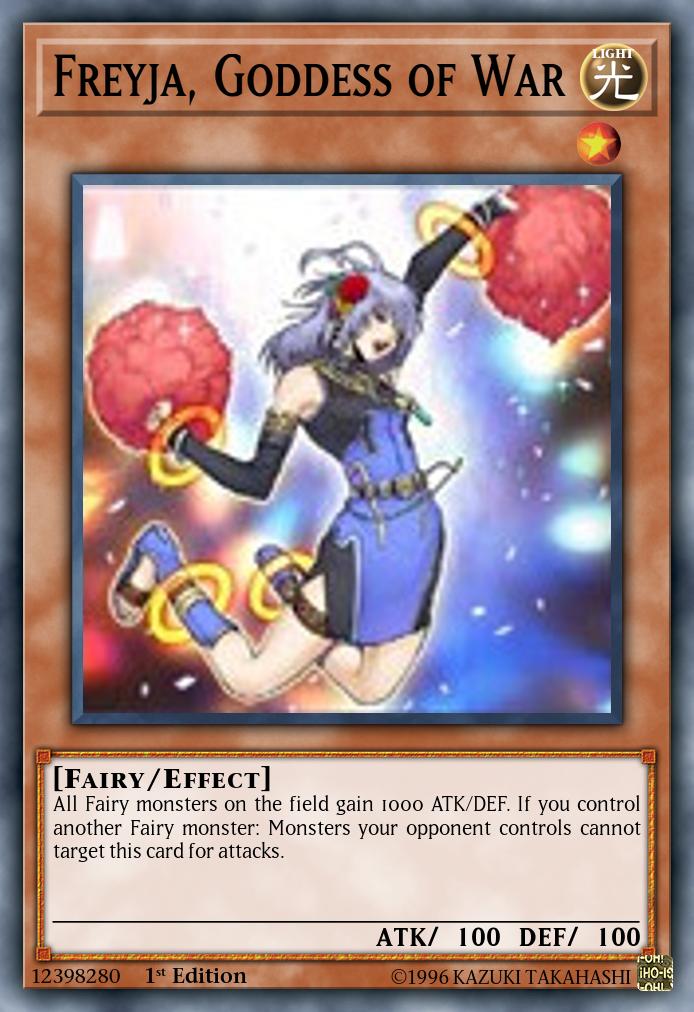 Freyja, Goddess of War
LIGHT
光
[Fairy/Effect]
All Fairy monsters on the field gain 1000 ATK/DEF. If you control
another Fairy monster: Monsters your opponent controls cannot
target this card for attacks.
ATK/ 100 DEF/ 100
12398280 1st Edition ©1996 KAZUKI TAKAHASHI